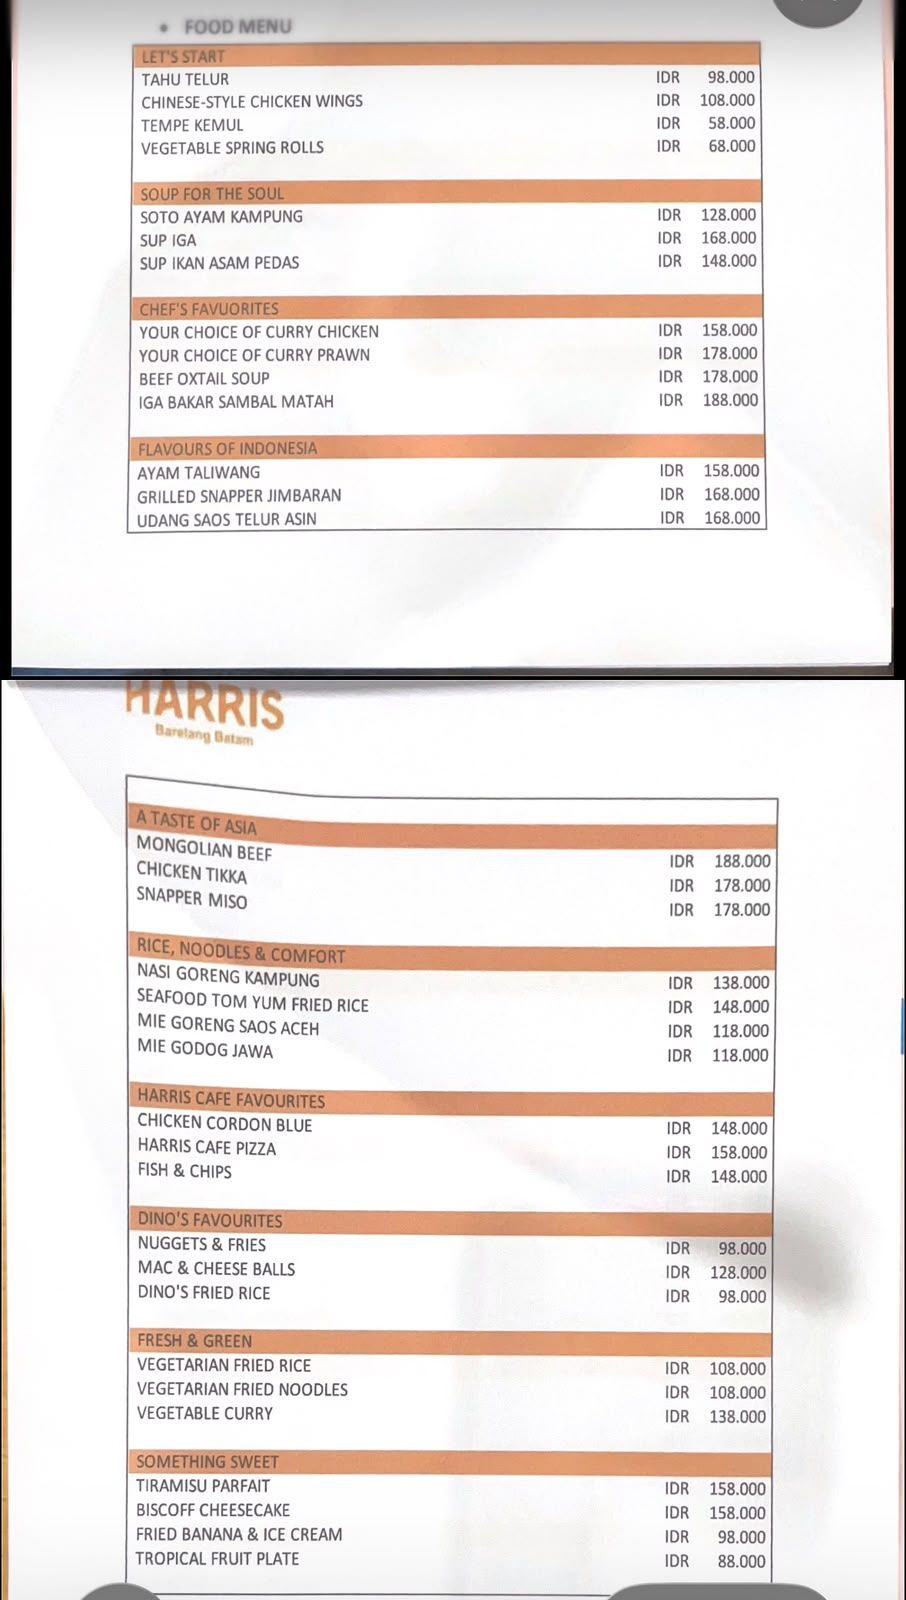 • FOOD MENU
LET'S START
TAHU TELUR IDR 98.000
CHINESE-STYLE CHICKEN WINGS IDR 108.000
TEMPE KEMUL IDR 58.000
VEGETABLE SPRING ROLLS IDR 68.000
SOUP FOR THE SOUL
SOTO AYAM KAMPUNG IDR 128.000
SUP IGA IDR 168.000
SUP IKAN ASAM PEDAS IDR 148.000
CHEF'S FAVUORITES
YOUR CHOICE OF CURRY CHICKEN IDR 158.000
YOUR CHOICE OF CURRY PRAWN IDR 178.000
BEEF OXTAIL SOUP IDR 178.000
IGA BAKAR SAMBAL MATAH IDR 188.000
FLAVOURS OF INDONESIA
AYAM TALIWANG IDR 158.000
GRILLED SNAPPER JIMBARAN IDR 168.000
UDANG SAOS TELUR ASIN IDR 168.000
HARRIS
Barelang Batam
A TASTE OF ASIA
MONGOLIAN BEEF IDR 188.000
CHICKEN TIKKA IDR 178.000
SNAPPER MISO IDR 178.000
RICE, NOODLES & COMFORT
NASI GORENG KAMPUNG IDR 138.000
SEAFOOD TOM YUM FRIED RICE IDR 148.000
MIE GORENG SAOS ACEH IDR 118.000
MIE GODOG JAWA IDR 118.000
HARRIS CAFE FAVOURITES
CHICKEN CORDON BLUE IDR 148.000
HARRIS CAFE PIZZA IDR 158.000
FISH & CHIPS IDR 148.000
DINO'S FAVOURITES
NUGGETS & FRIES IDR 98.000
MAC & CHEESE BALLS IDR 128.000
DINO'S FRIED RICE IDR 98.000
FRESH & GREEN
VEGETARIAN FRIED RICE IDR 108.000
VEGETARIAN FRIED NOODLES IDR 108.000
VEGETABLE CURRY IDR 138.000
SOMETHING SWEET
TIRAMISU PARFAIT IDR 158.000
BISCOFF CHEESECAKE IDR 158.000
FRIED BANANA & ICE CREAM IDR 98.000
TROPICAL FRUIT PLATE IDR 88.000